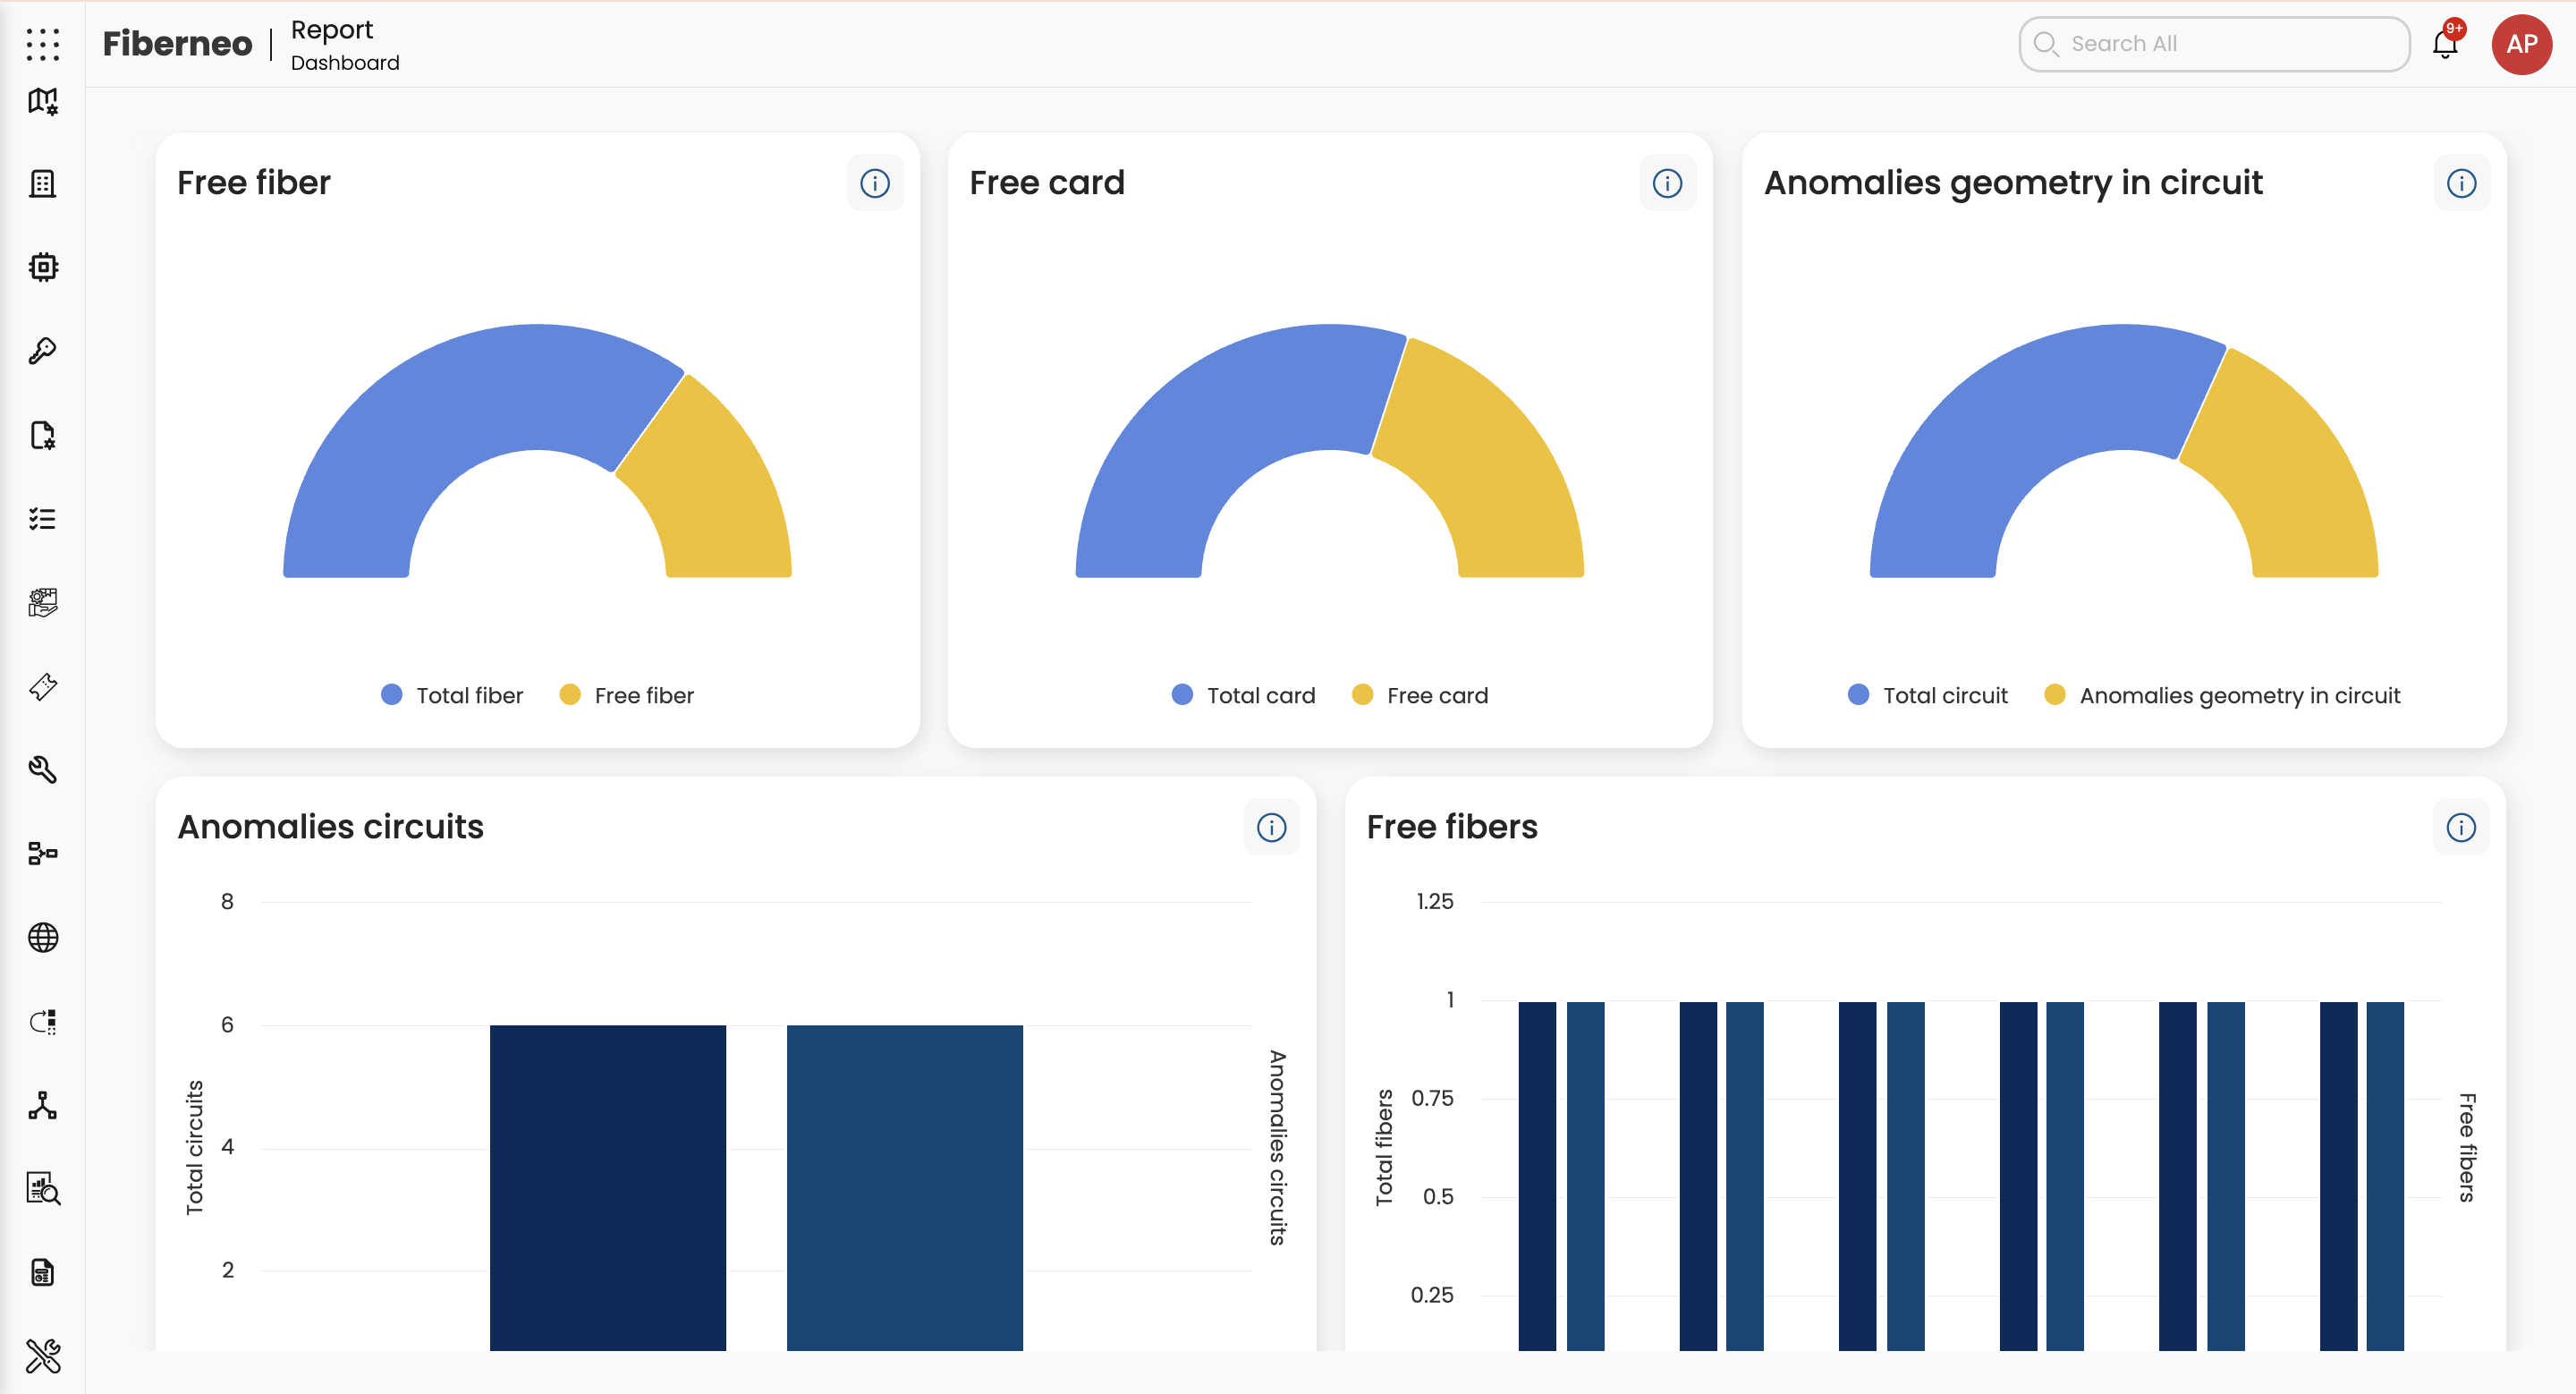 Fiberneo
Report
Dashboard
Search All
9+
AP
Free fiber
Free card
Anomalies geometry in circuit
Total fiber
Free fiber
Total card
Free card
Total circuit
Anomalies geometry in circuit
Anomalies circuits
8
6
4
2
Total circuits
Anomalies circuits
Free fibers
1.25
1
0.75
0.5
0.25
Total fibers
Free fibers